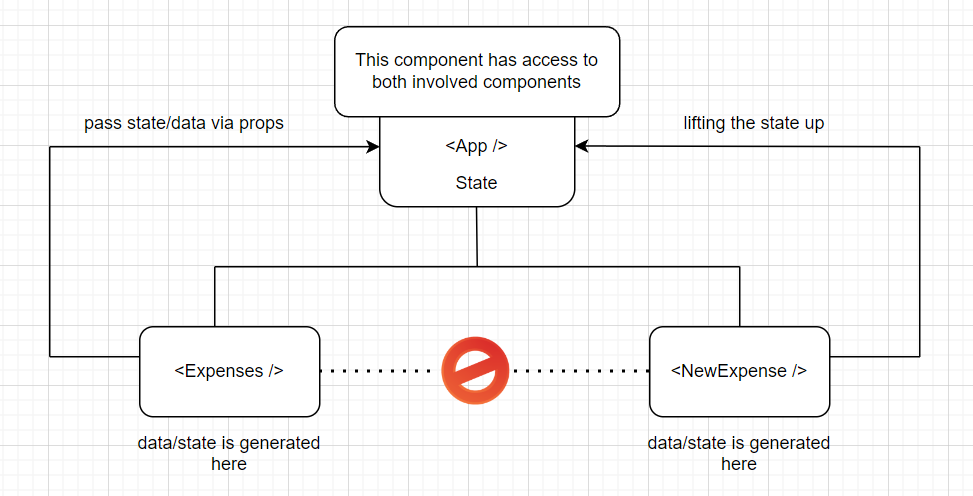 This component has access to
both involved components
pass state/data via props
lifting the state up
<App />
State
<Expenses />
<NewExpense />
data/state is generated
here
data/state is generated
here